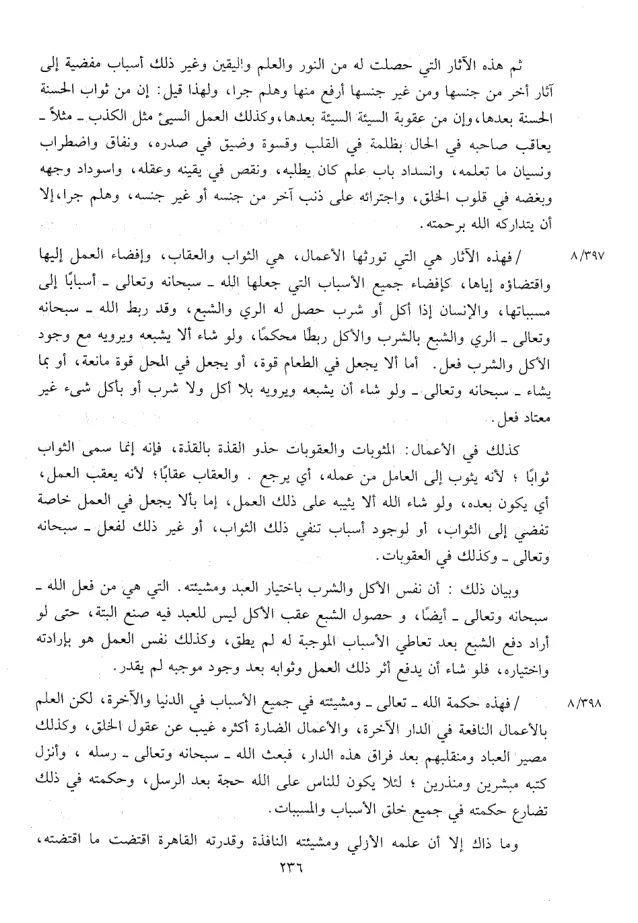 ثم هذه الآثار التي حصلت له من النور والعلم واليقين وغير ذلك أسباب مفضية إلى
آثار أخر من جنسها ومن غير جنسها أرفع منها وهلم جرا، ولهذا قيل: إن من ثواب الحسنة
الحسنة بعدها، وإن من عقوبة السيئة السيئة بعدها، وكذلك العمل السيئ مثل الكذب ـ مثلاً ـ
يعاقب صاحبه في الحال بظلمة في القلب وقسوة وضيق في صدره، ونفاق واضطراب
ونسيان ما تعلمه، وانسداد باب علم كان يطلبه، ونقص في يقينه وعقله، واسوداد وجهه
وبغضه في قلوب الخلق، واجترائه على ذنب آخر من جنسه أو غير جنسه، وهلم جرا، إلا
أن يتداركه الله برحمته.
٨/٣٩٧ / فهذه الآثار هي التي تورثها الأعمال، هي الثواب والعقاب، وإفضاء العمل إليها
واقتضاؤه إياها، كإفضاء جميع الأسباب التي جعلها الله ـ سبحانه وتعالى ـ أسبابًا إلى
مسبباتها، والإنسان إذا أكل أو شرب حصل له الري والشبع، وقد ربط الله ـ سبحانه
وتعالى ـ الري والشبع بالشرب والأكل ربطًا محكمًا، ولو شاء ألا يشبعه ويرويه مع وجود
الأكل والشرب فعل. أما ألا يجعل في الطعام قوة، أو يجعل في المحل قوة مانعة، أو بما
يشاء ـ سبحانه وتعالى ـ ولو شاء أن يشبعه ويرويه بلا أكل ولا شرب أو بأكل شىء غير
معتاد فعل.
كذلك في الأعمال: المثوبات والعقوبات حذو القذة بالقذة، فإنه إنما سمى الثواب
ثوابًا ؛ لأنه يثوب إلى العامل من عمله، أي يرجع . والعقاب عقابًا؛ لأنه يعقب العمل،
أي يكون بعده، ولو شاء الله ألا يثيبه على ذلك العمل، إما بألا يجعل في العمل خاصة
تفضي إلى الثواب، أو لوجود أسباب تنفي ذلك الثواب، أو غير ذلك لفعل ـ سبحانه
وتعالى ـ وكذلك في العقوبات.
وبيان ذلك : أن نفس الأكل والشرب باختيار العبد ومشيئته. التي هي من فعل الله ـ
سبحانه وتعالى ـ أيضًا، و حصول الشبع عقب الأكل ليس للعبد فيه صنع البتة، حتى لو
أراد دفع الشبع بعد تعاطي الأسباب الموجبة له لم يطق، وكذلك نفس العمل هو بإرادته
واختياره، فلو شاء أن يدفع أثر ذلك العمل وثوابه بعد وجود موجبه لم يقدر.
٨/٣٩٨ / فهذه حكمة الله ـ تعالى ـ ومشيئته في جميع الأسباب في الدنيا والآخرة، لكن العلم
بالأعمال النافعة في الدار الآخرة، والأعمال الضارة أكثره غيب عن عقول الخلق، وكذلك
مصير العباد ومنقلبهم بعد فراق هذه الدار، فبعث الله ـ سبحانه وتعالى ـ رسله ، وأنزل
كتبه مبشرين ومنذرين ؛ لئلا يكون للناس على الله حجة بعد الرسل، وحكمته في ذلك
تضارع حكمته في جميع خلق الأسباب والمسببات.
وما ذاك إلا أن علمه الأزلي ومشيئته النافذة وقدرته القاهرة اقتضت ما اقتضته،
٢٣٦